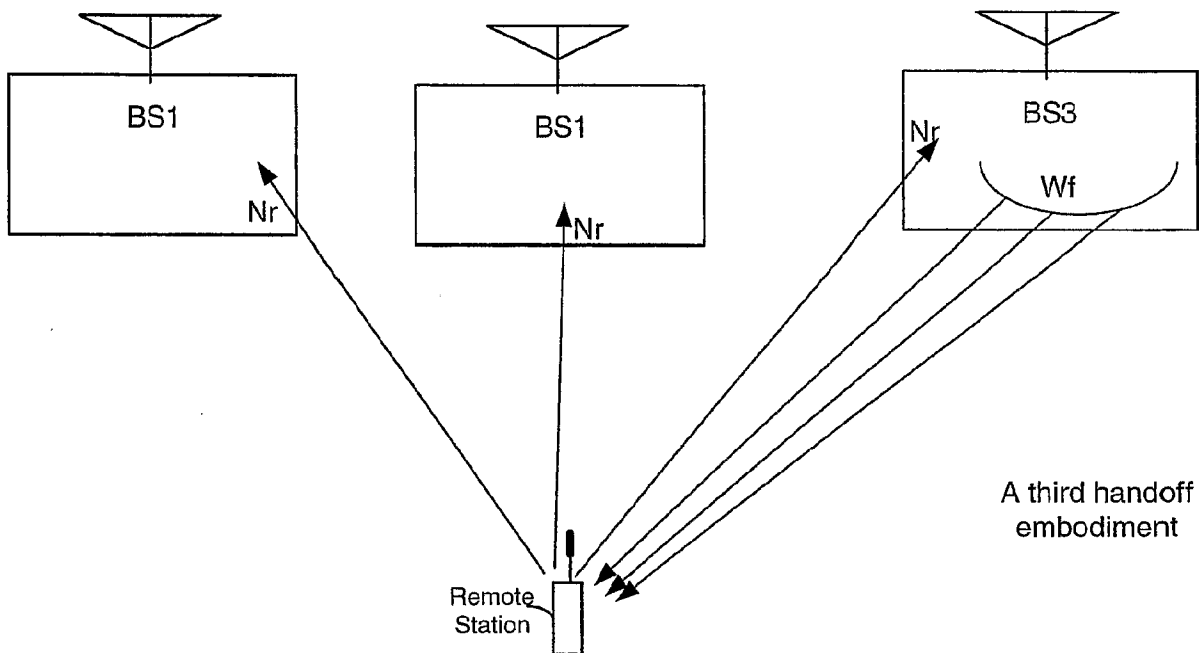 BS1
Nr
BS1
Nr
BS3
Nr
Wf
A third handoff
embodiment
Remote
Station